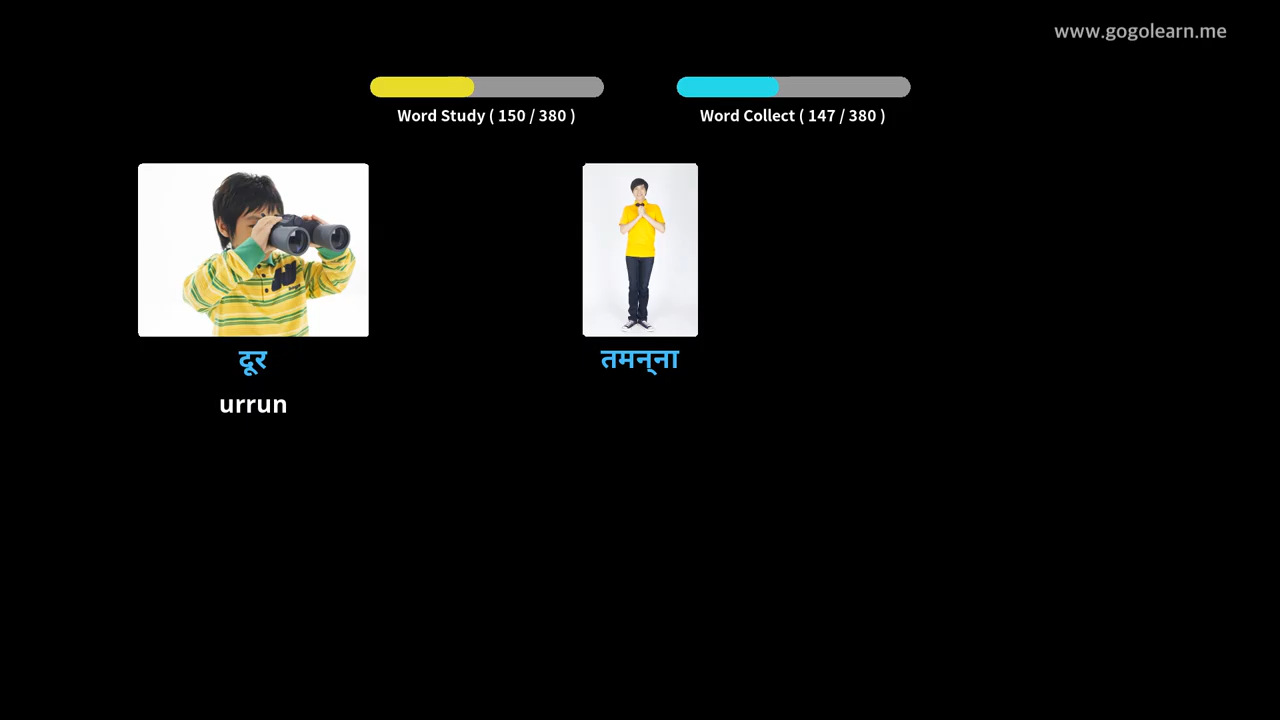 www.gogolearn.me
Word Study ( 150 / 380 )
Word Collect ( 147 / 380 )
दूर
तमन्ना
urrun